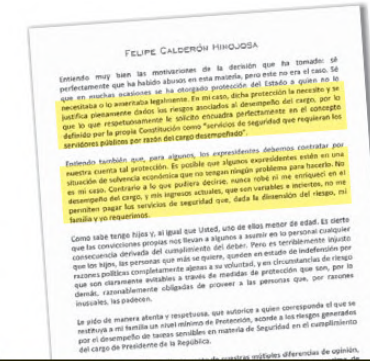 FELIPE CALDERÓN HINOJOSA
Entiendo muy bien las motivaciones de la decisión que ha tomado: sé
perfectamente que ha habido abusos en esta materia, pero este no era el caso. Sé
que en muchas ocasiones se ha otorgado protección del Estado a quien no lo
necesitaba o lo ameritaba legalmente. En mi caso, dicha protección la necesito y se
justifica plenamente dados los riesgos asociados al desempeño del cargo, por lo
que lo que respetuosamente le solicito encuadra perfectamente en el concepto
definido por la propia Constitución como "servicios de seguridad que requieran los
servidores públicos por razón del cargo desempeñado".
Entiendo también que, para algunos, los expresidentes debemos contratar por
nuestra cuenta tal protección. Es posible que algunos expresidentes estén en una
situación de solvencia económica que no tengan ningún problema para hacerlo. No
es mi caso. Contrario a lo que pudiera decirse, nunca robé ni me enriquecí en el
desempeño del cargo, y mis ingresos actuales, que son variables e inciertos, no me
permiten pagar los servicios de seguridad que, dada la dimensión del riesgo, mi
familia y yo requerimos.
Como sabe tengo hijos y, al igual que Usted, uno de ellos menor de edad. Es cierto
que las convicciones propias nos llevan a algunos a asumir en lo personal cualquier
consecuencia derivada del cumplimiento del deber. Pero es terriblemente injusto
que los hijos, las personas que más se quiere, queden en estado de indefensión por
razones políticas completamente ajenas a su voluntad, y en circunstancias de riesgo
que son claramente evitables a través de medidas de protección que son, por lo
demás, razonablemente obligadas de proveer a las personas que, por razones
inusuales, las padecen.
Le pido de manera atenta y respetuosa, que autorice a quien corresponda el que se
restituya a mi familia un nivel mínimo de Protección, acorde a los riesgos generados
por el desempeño de tareas sensibles en materia de Seguridad en el cumplimiento
del cargo de Presidente de la República.
nuestras múltiples diferencias de opinión,